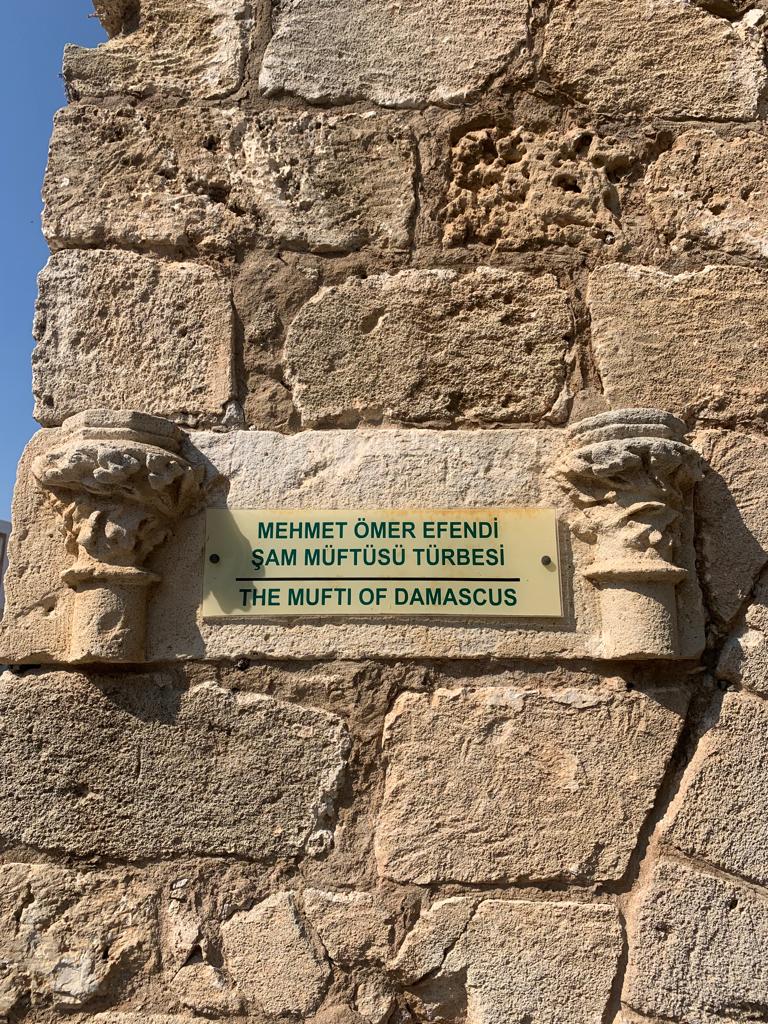 MEHMET ÖMER EFENDİ
ŞAM MÜFTÜSÜ TÜRBESİ
THE MUFTI OF DAMASCUS